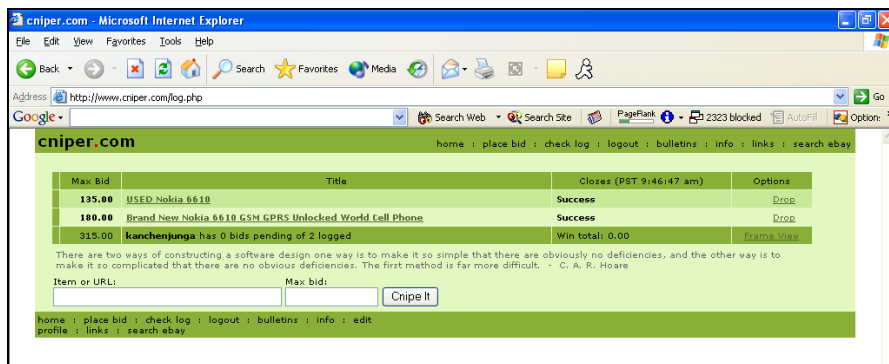 cniper.com - Microsoft Internet Explorer
File Edit View Favorites Tools Help
Back Search Favorites Media
Address http://www.cniper.com/log.php Go
Google Search Web Search Site PageRank 2323 blocked AutoFill Options
cniper.com home : place bid : check log : logout : bulletins : info : links : search ebay
Max Bid Title Closes (PST 9:46:47 am) Options
135.00 USED Nokia 6610 Success Drop
180.00 Brand New Nokia 6610 GSM GPRS Unlocked World Cell Phone Success Drop
315.00 kanchenjunga has 0 bids pending of 2 logged Win total: 0.00 Frame View
There are two ways of constructing a software design one way is to make it so simple that there are obviously no deficiencies, and the other way is to
make it so complicated that there are no obvious deficiencies. The first method is far more difficult. - C. A. R. Hoare
Item or URL: Max bid:
Cnipe It
home : place bid : check log : logout : bulletins : info : edit
profile : links : search ebay